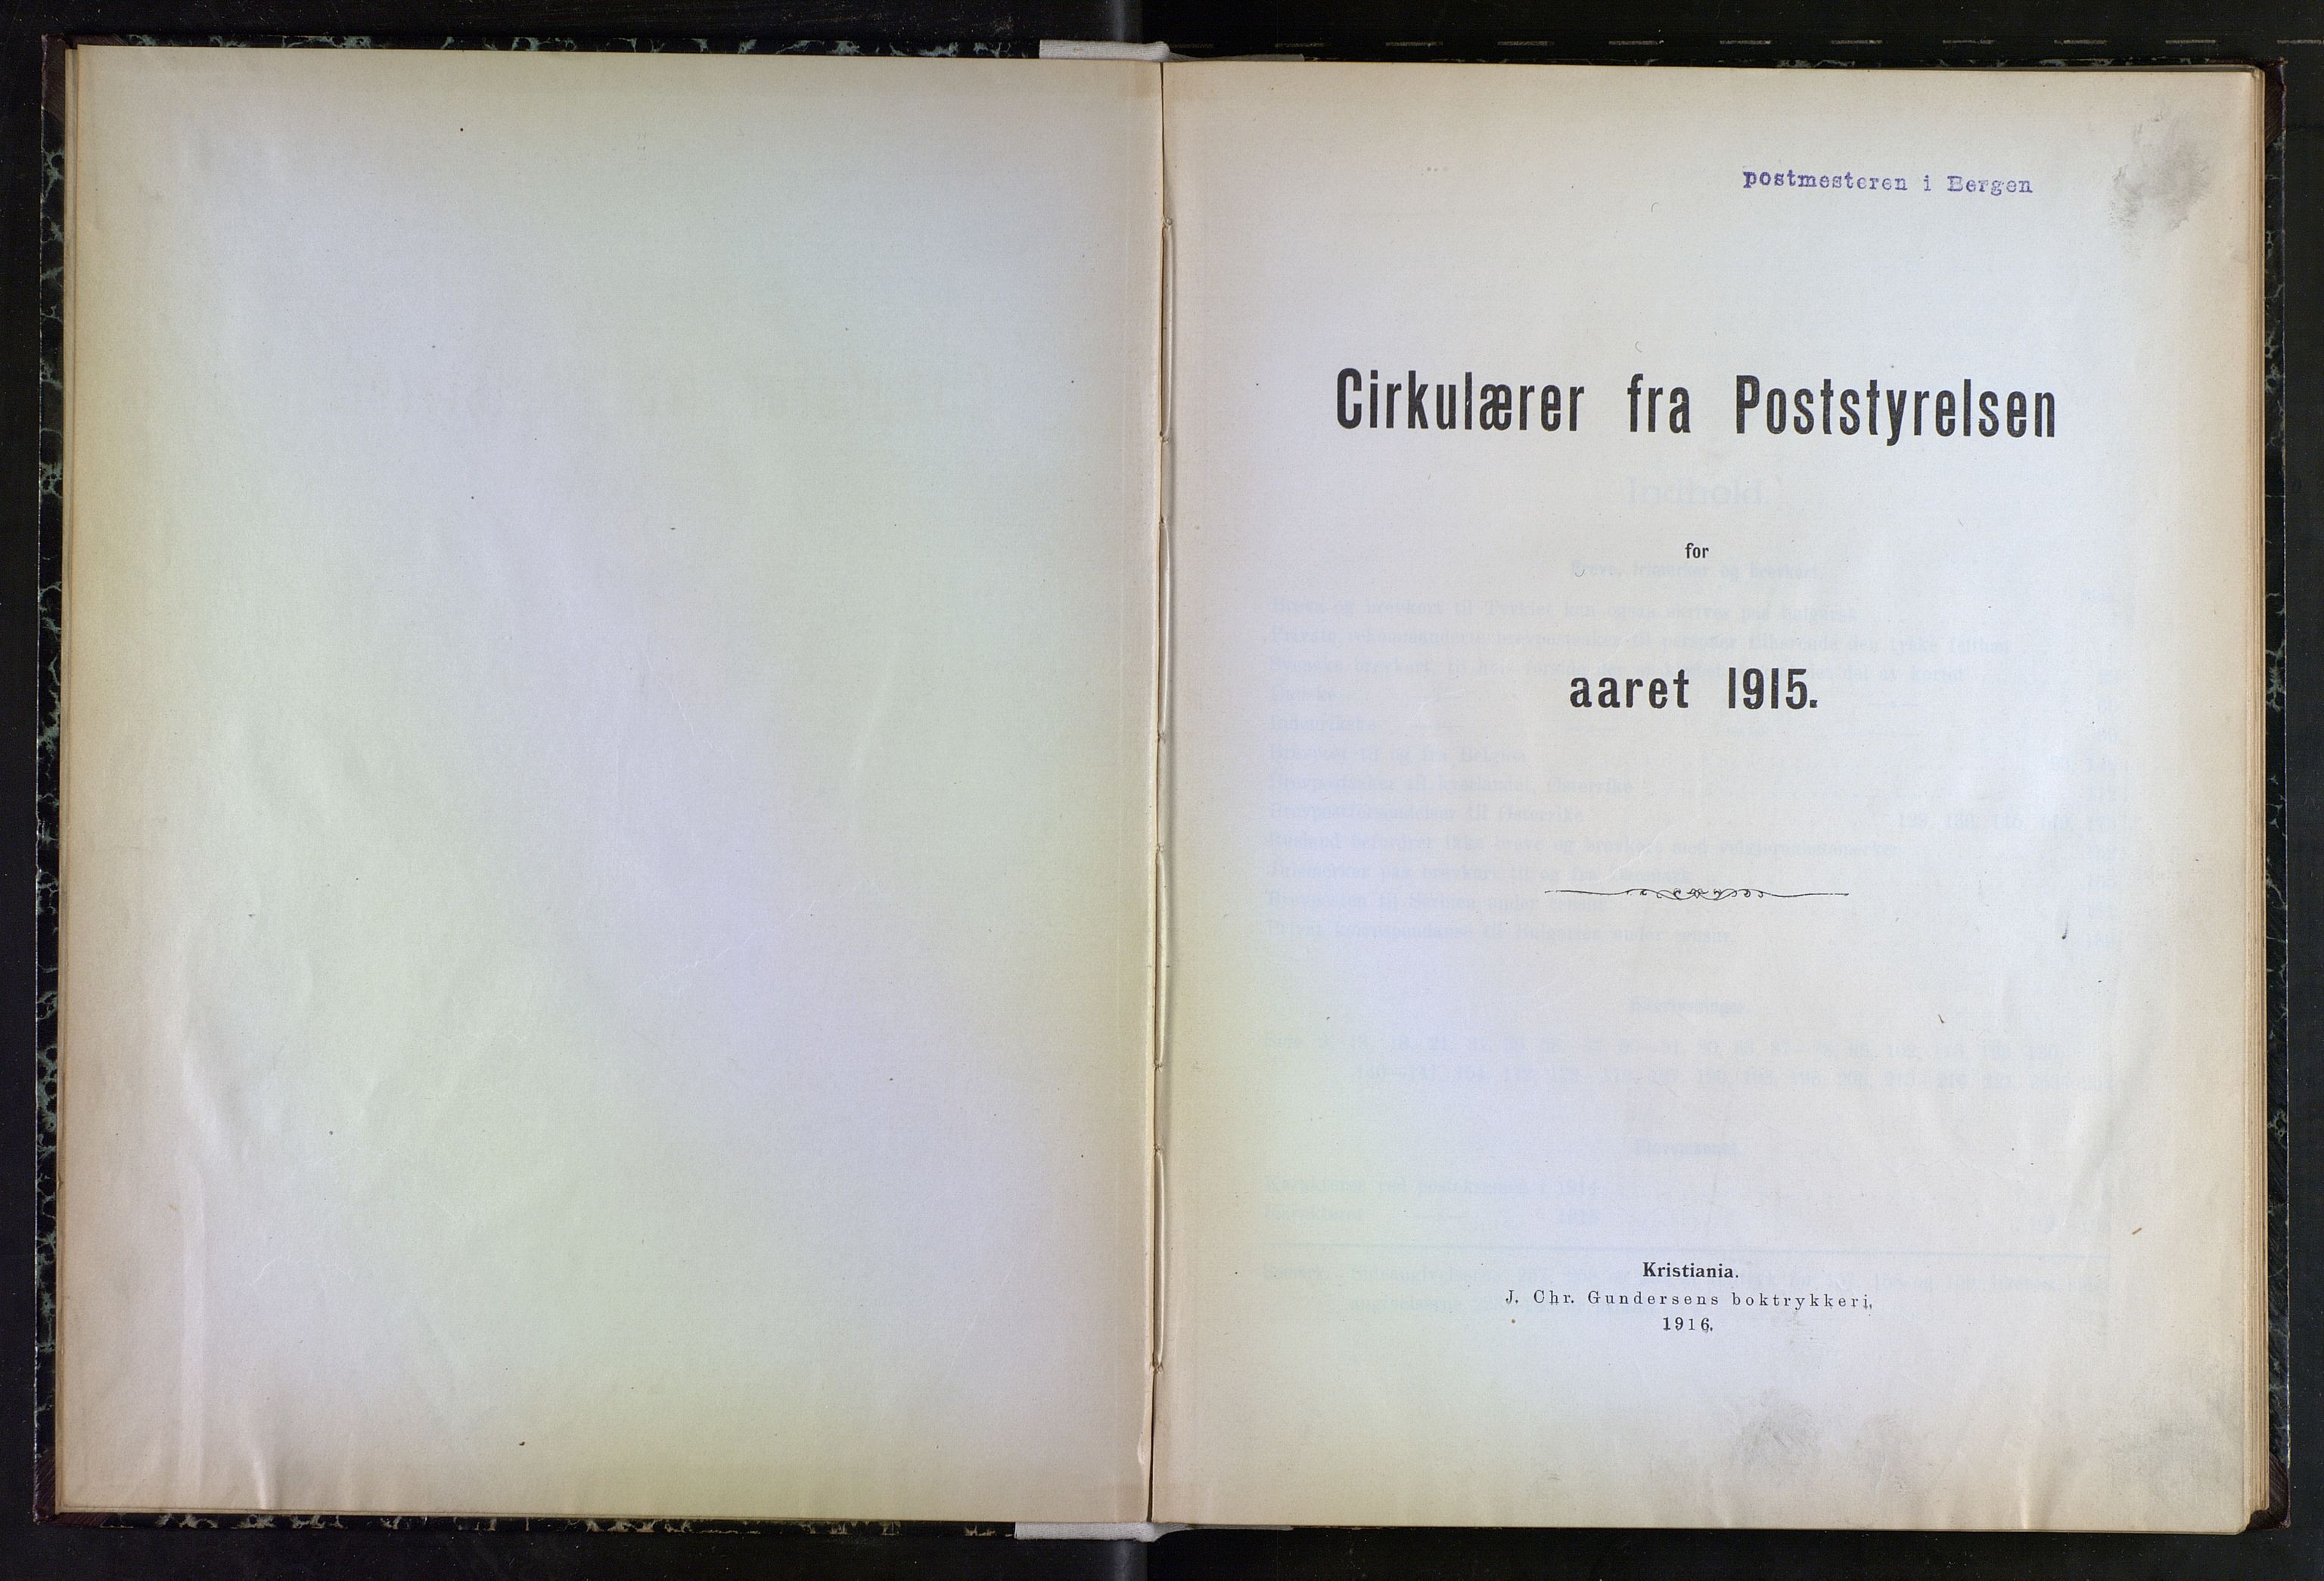 postmesteren i Bergen
Cirkulærer fra Poststyrelsen
for
aaret 1915.
Kristiania.
J. Chr. Gundersens boktrykkeri,
1916.